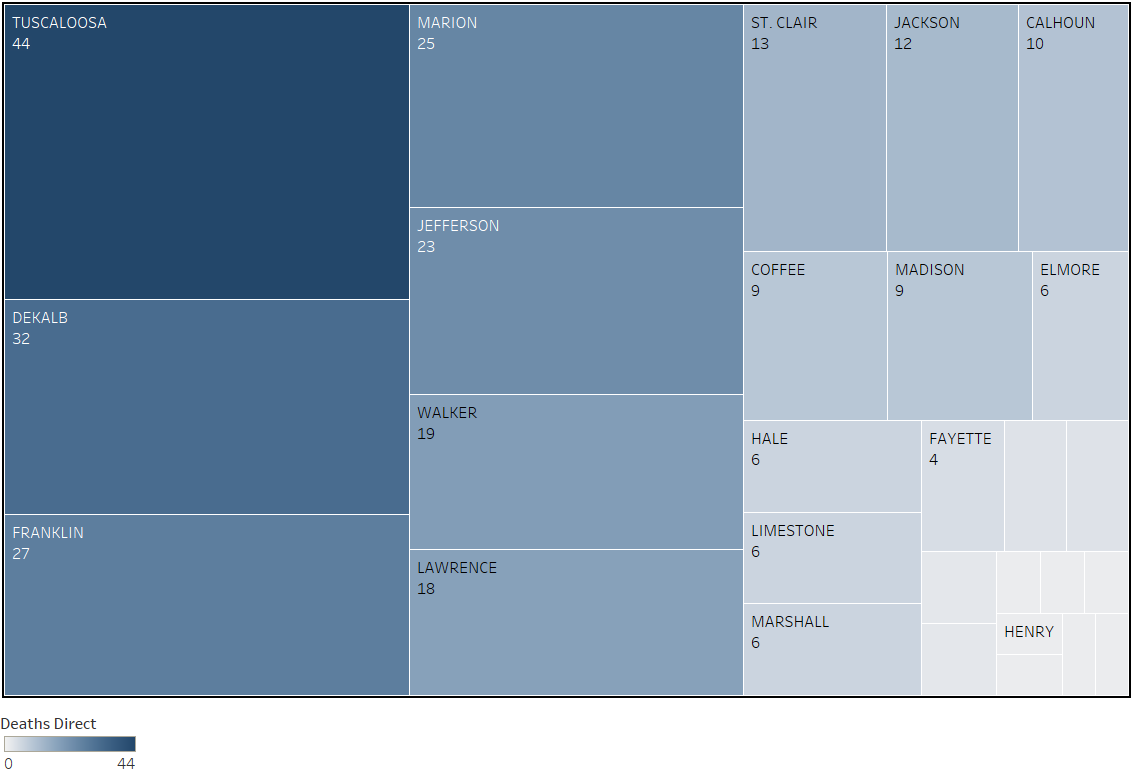 TUSCALOOSA
44
DEKALB
32
FRANKLIN
27
MARION
25
JEFFERSON
23
WALKER
19
LAWRENCE
18
ST. CLAIR
13
JACKSON
12
CALHOUN
10
COFFEE
9
MADISON
9
ELMORE
6
HALE
6
LIMESTONE
6
MARSHALL
6
FAYETTE
4
HENRY
Deaths Direct
0 44